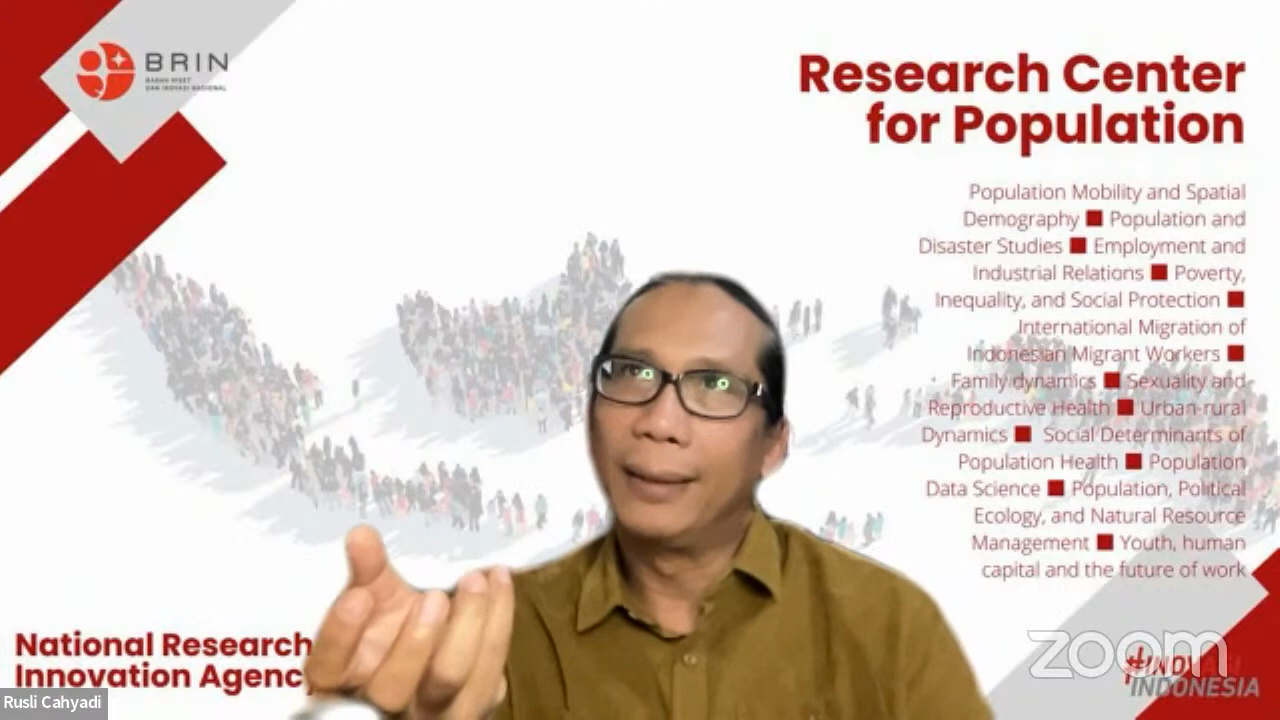 BRIN
BADAN RISET
DAN INOVASI NASIONAL
Research Center
for Population
Population Mobility and Spatial
Demography ■ Population and
Disaster Studies ■ Employment and
Industrial Relations ■ Poverty,
Inequality, and Social Protection ■
International Migration of
Indonesian Migrant Workers ■
Family dynamics ■ Sexuality and
Reproductive Health ■ Urban-rural
Dynamics ■ Social Determinants of
Population Health ■ Population
Data Science ■ Population, Political
Ecology, and Natural Resource
Management ■ Youth, human
capital and the future of work
National Research
Innovation Agency
Rusli Cahyadi
zoom
#INOVASI
INDONESIA